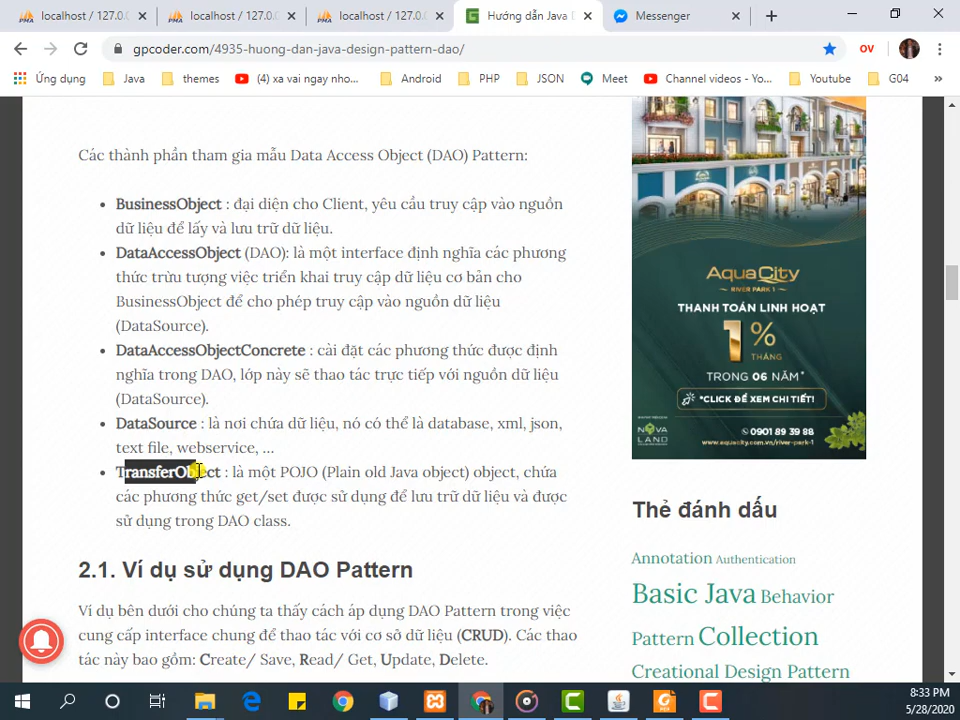 localhost / 127.0.0
localhost / 127.0.
localhost / 127.0.
Hướng dẫn Java D
Messenger
gpcoder.com/4935-huong-dan-java-design-pattern-dao/
Ứng dụng
Java
themes
(4) xa vai ngay nho...
Android
PHP
JSON
Meet
Channel videos - Yo...
Youtube
G04
»
Các thành phần tham gia mẫu Data Access Object (DAO) Pattern:
• BusinessObject : đại diện cho Client, yêu cầu truy cập vào nguồn
dữ liệu để lấy và lưu trữ dữ liệu.
• DataAccessObject (DAO): là một interface định nghĩa các phương
thức trừu tượng việc triển khai truy cập dữ liệu cơ bản cho
BusinessObject để cho phép truy cập vào nguồn dữ liệu
(DataSource).
• DataAccessObjectConcrete : cài đặt các phương thức được định
nghĩa trong DAO, lớp này sẽ thao tác trực tiếp với nguồn dữ liệu
(DataSource).
• DataSource : là nơi chứa dữ liệu, nó có thể là database, xml, json,
text file, webservice, …
• TransferObject : là một POJO (Plain old Java object) object, chứa
các phương thức get/set được sử dụng để lưu trữ dữ liệu và được
sử dụng trong DAO class.
2.1. Ví dụ sử dụng DAO Pattern
Ví dụ bên dưới cho chúng ta thấy cách áp dụng DAO Pattern trong việc
cung cấp interface chung để thao tác với cơ sở dữ liệu (CRUD). Các thao
tác này bao gồm: Create/ Save, Read/ Get, Update, Delete.
AquaCity
RIVER PARK 1
THANH TOÁN LINH HOẠT
1%
THÁNG
TRONG 06 NĂM*
*CLICK ĐỂ XEM CHI TIẾT!
NOVALAND
0901 89 39 88
www.aquacity.com.vn/river-park-1
Thẻ đánh dấu
Annotation Authentication
Basic Java Behavior
Pattern Collection
Creational Design Pattern
8:33 PM
5/28/2020